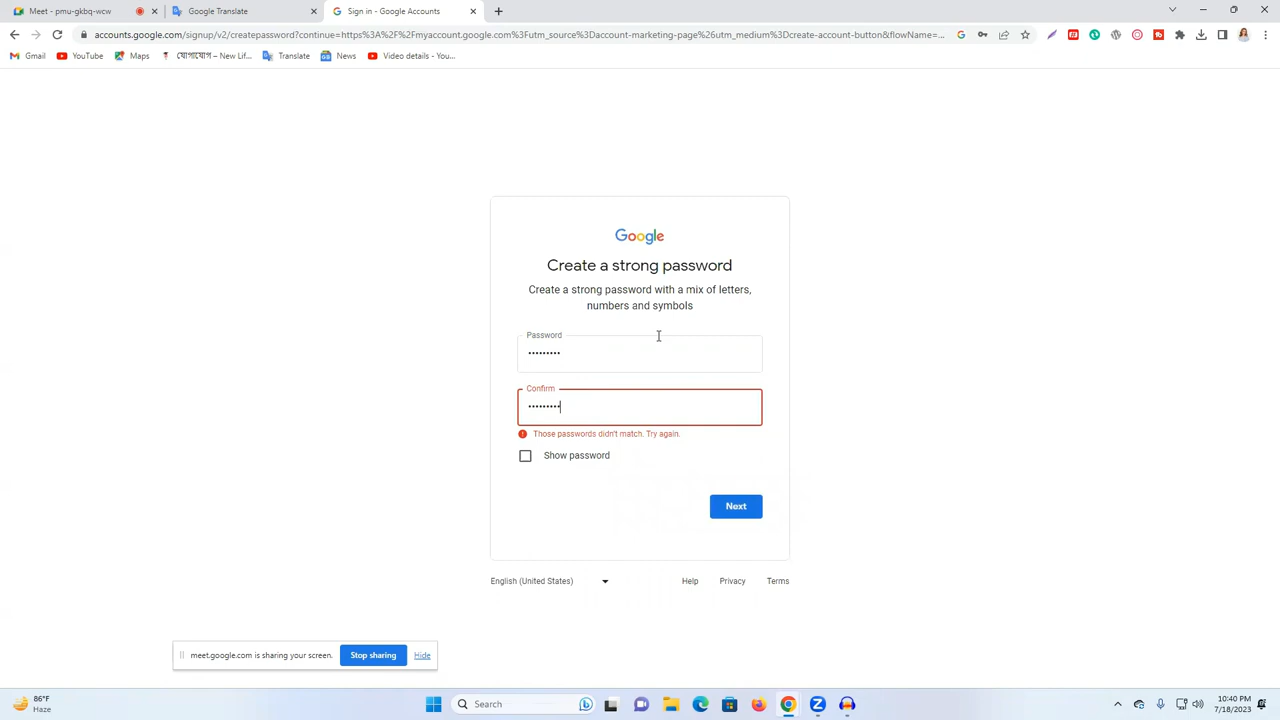 Meet - pmu-gkbq-wcw
Google Translate
Sign in - Google Accounts
accounts.google.com/signup/v2/createpassword?continue=https%3A%2F%2Fmyaccount.google.com%3Futm_source%3Daccount-marketing-page%26utm_medium%3Dcreate-account-button&flowName=...
Gmail
YouTube
Maps
যোগাযোগ – New Lif...
Translate
News
Video details - You...
Google
Create a strong password
Create a strong password with a mix of letters,
numbers and symbols
Password
•••••••••
Confirm
•••••••••
Those passwords didn't match. Try again.
Show password
Next
English (United States)
Help
Privacy
Terms
meet.google.com is sharing your screen.
Stop sharing
Hide
86°F
Haze
Search
10:40 PM
7/18/2023